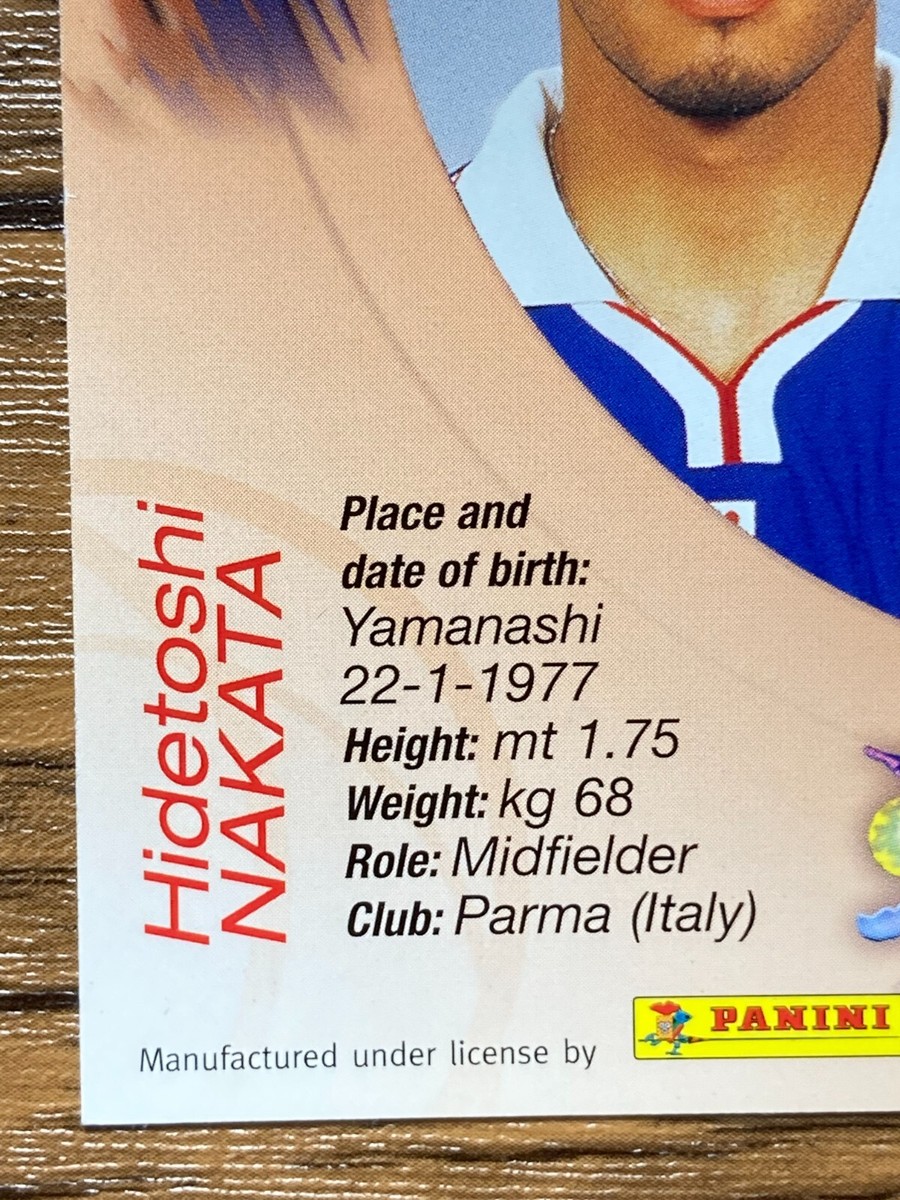 Hidetoshi
NAKATA
Place and
date of birth:
Yamanashi
22-1-1977
Height: mt 1.75
Weight: kg 68
Role: Midfielder
Club: Parma (Italy)
Manufactured under license by
PANINI